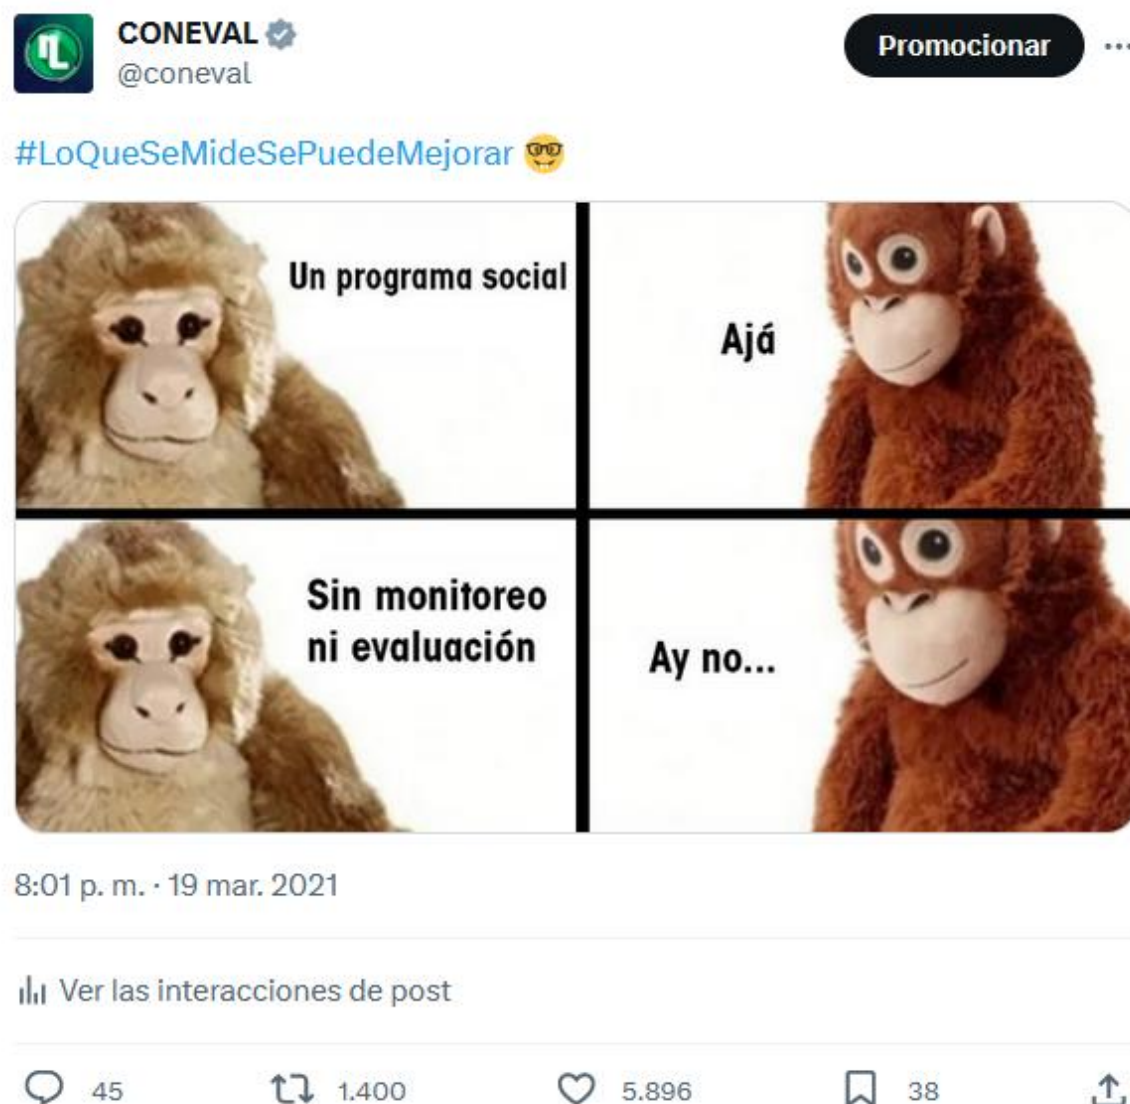 CONEVAL
@coneval
Promocionar
#LoQueSeMideSePuedeMejorar 🤓
Un programa social
Ajá
Sin monitoreo
ni evaluación
Ay no...
8:01 p. m. · 19 mar. 2021
Ver las interacciones de post
45
1.400
5.896
38